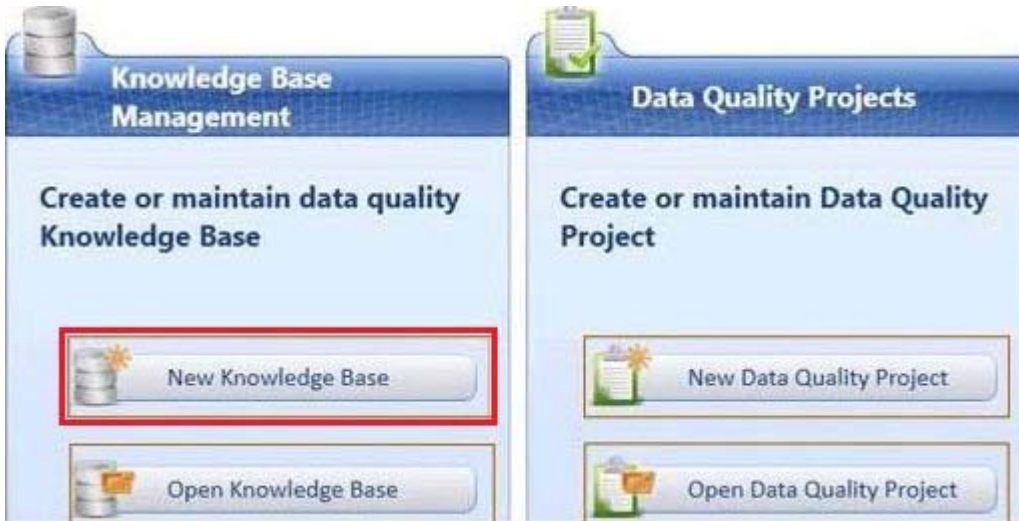 Knowledge Base
Management
Create or maintain data quality
Knowledge Base
New Knowledge Base
Open Knowledge Base
Data Quality Projects
Create or maintain Data Quality
Project
New Data Quality Project
Open Data Quality Project